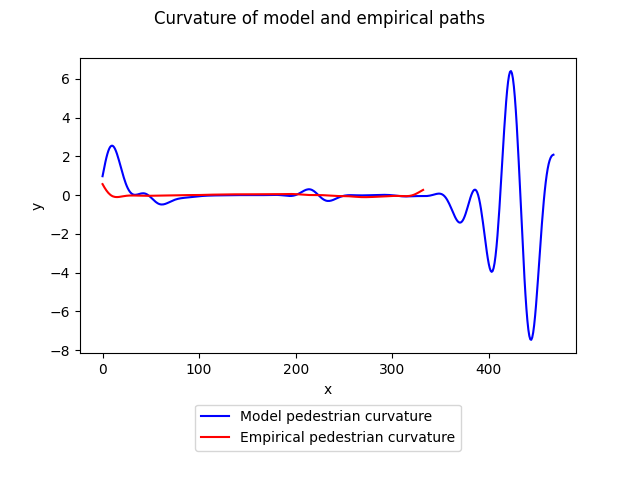 Curvature of model and empirical paths
6
4
2
0
−2
−4
−6
−8
y
0 100 200 300 400
x
Model pedestrian curvature
Empirical pedestrian curvature